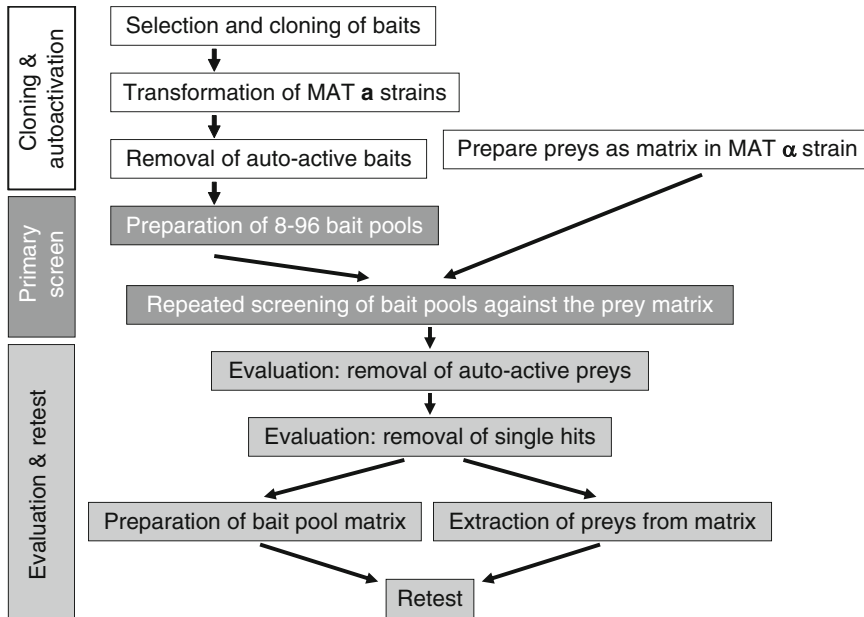 Cloning &
autoactivation
Selection and cloning of baits
Transformation of MAT a strains
Removal of auto-active baits
Prepare preys as matrix in MAT α strain
Primary
screen
Preparation of 8-96 bait pools
Repeated screening of bait pools against the prey matrix
Evaluation & retest
Evaluation: removal of auto-active preys
Evaluation: removal of single hits
Preparation of bait pool matrix
Extraction of preys from matrix
Retest